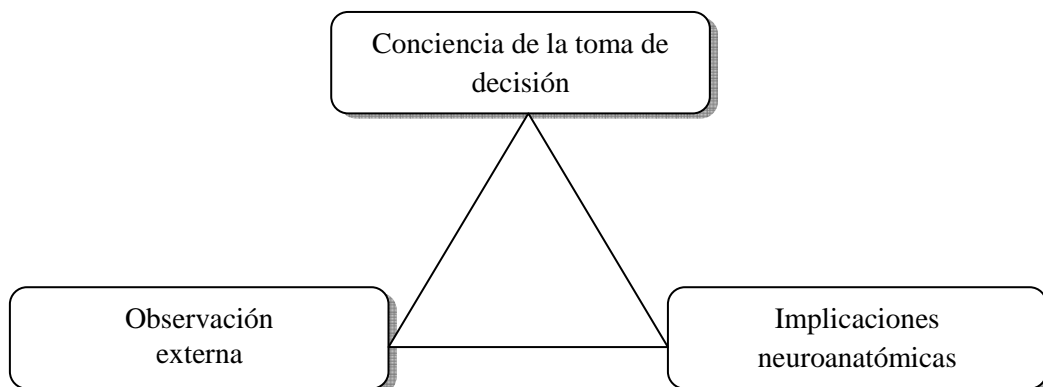 Conciencia de la toma de
decisión
Observación
externa
Implicaciones
neuroanatómicas